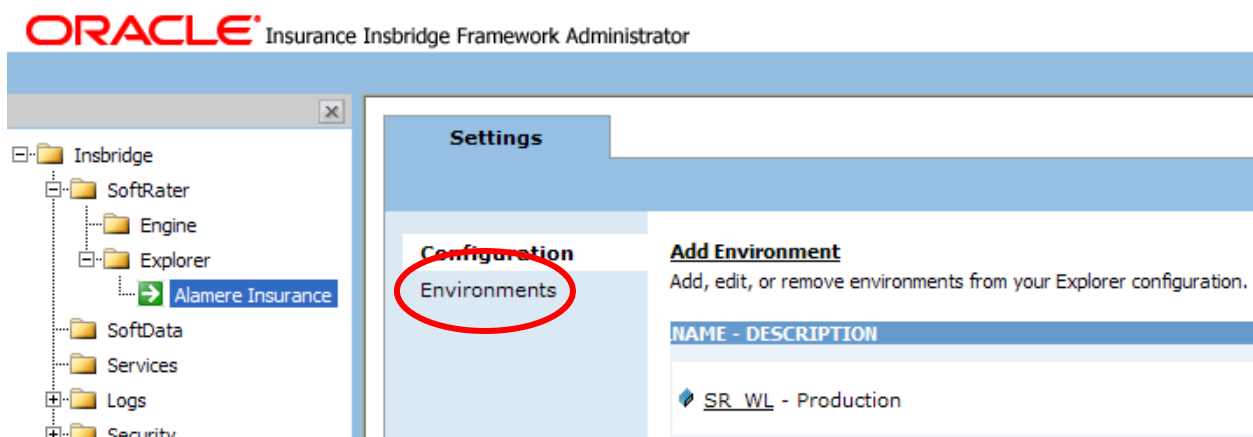 ORACLE Insurance Insbridge Framework Administrator
Settings
Insbridge
SoftRater
Engine
Explorer
Alamere Insurance
SoftData
Services
Logs
Security
Configuration
Environments
Add Environment
Add, edit, or remove environments from your Explorer configuration.
NAME - DESCRIPTION
SR_WL - Production